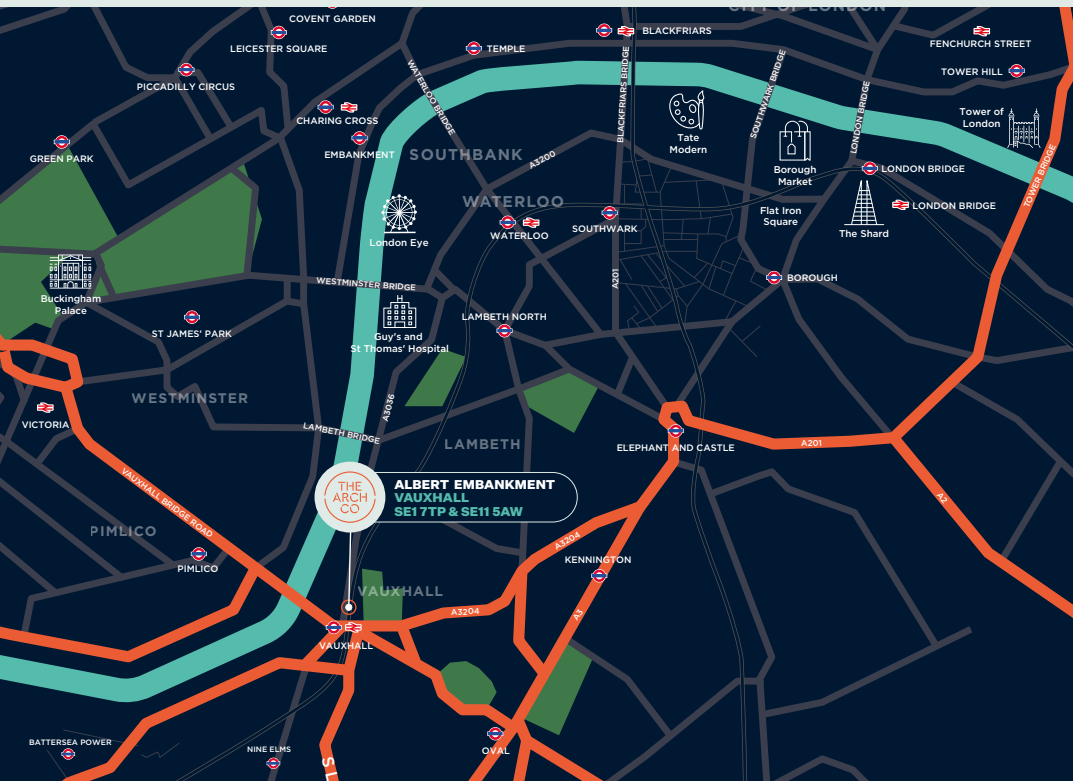 COVENT GARDEN
CITY OF LONDON
LEICESTER SQUARE
TEMPLE
BLACKFRIARS
FENCHURCH STREET
PICCADILLY CIRCUS
TOWER HILL
WATERLOO BRIDGE
BLACKFRIARS BRIDGE
SOUTHWARK BRIDGE
LONDON BRIDGE
CHARING CROSS
EMBANKMENT
GREEN PARK
SOUTHBANK
A3200
Tate
Modern
Borough
Market
Tower of
London
TOWER BRIDGE
LONDON BRIDGE
LONDON BRIDGE
WATERLOO
WATERLOO
SOUTHWARK
Flat Iron
Square
The Shard
London Eye
WESTMINSTER BRIDGE
A201
BOROUGH
Buckingham
Palace
ST JAMES' PARK
H
Guy's and
St Thomas' Hospital
LAMBETH NORTH
WESTMINSTER
A3036
VICTORIA
LAMBETH BRIDGE
LAMBETH
ELEPHANT AND CASTLE
A201
VAUXHALL BRIDGE ROAD
THE
ARCH
CO
ALBERT EMBANKMENT
VAUXHALL
SE1 7TP & SE11 5AW
A2
PIMLICO
PIMLICO
A3204
KENNINGTON
VAUXHALL
A3204
A3
VAUXHALL
BATTERSEA POWER
NINE ELMS
OVAL
S L